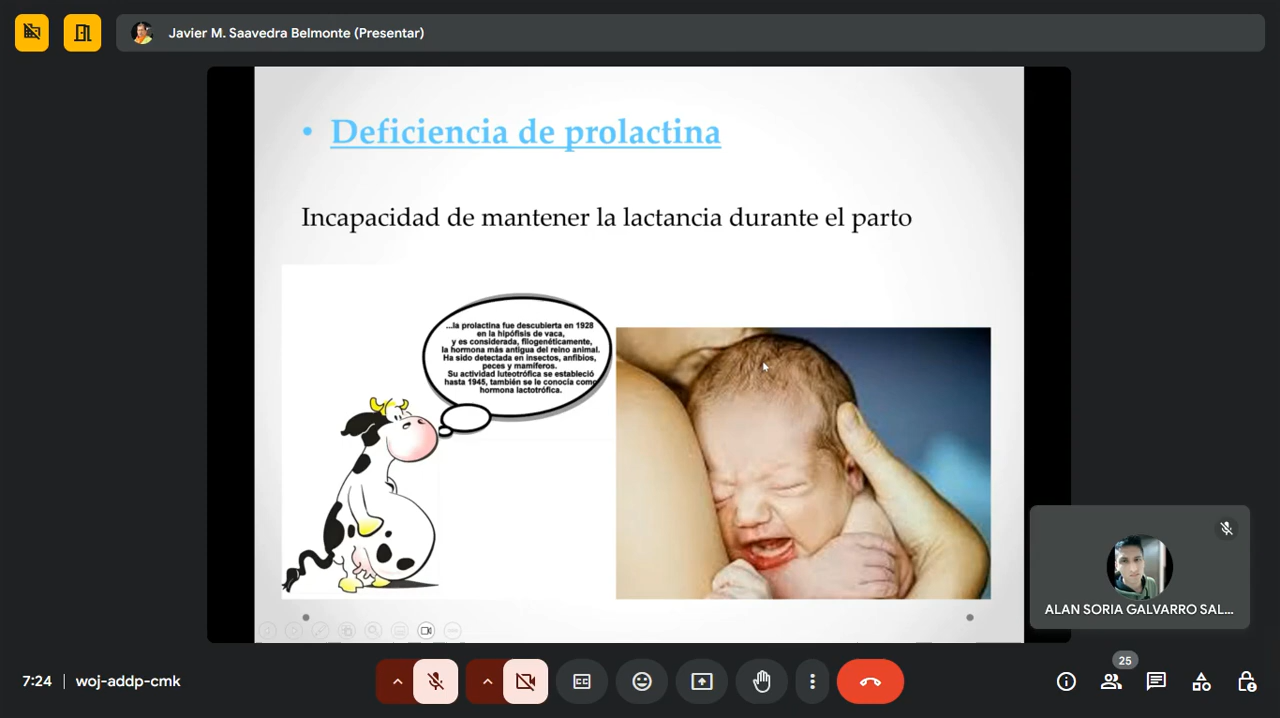 Javier M. Saavedra Belmonte (Presentar)
• Deficiencia de prolactina
Incapacidad de mantener la lactancia durante el parto
...la prolactina fue descubierta en 1928
en la hipófisis de vaca,
y es considerada, filogenéticamente,
la hormona más antigua del reino animal.
Ha sido detectada en insectos, anfibios,
peces y mamíferos.
Su actividad luteotrófica se estableció
hasta 1945, también se le conocía como
hormona lactotrófica.
ALAN SORIA GALVARRO SAL...
7:24 | woj-addp-cmk
25